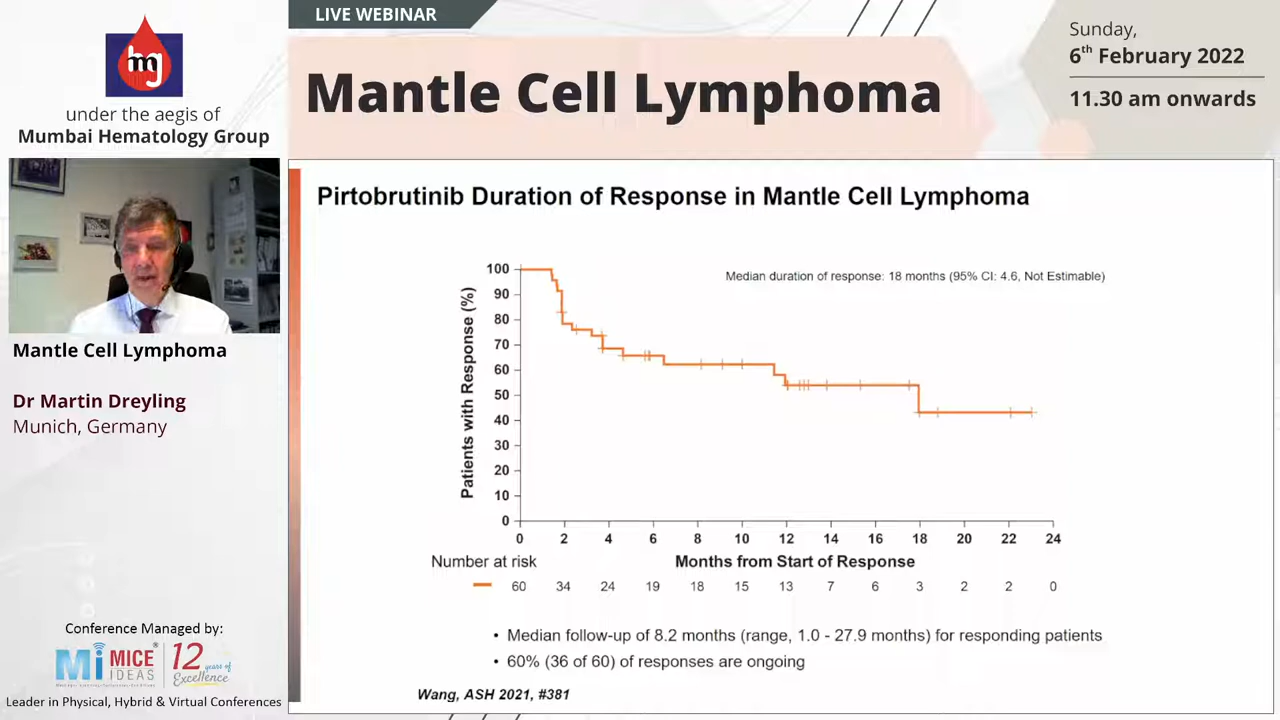 LIVE WEBINAR
Mantle Cell Lymphoma
Sunday,
6th February 2022
11.30 am onwards
mg
under the aegis of
Mumbai Hematology Group
Mantle Cell Lymphoma
Dr Martin Dreyling
Munich, Germany
Conference Managed by:
Mi MICE IDEAS
12 years of Excellence
Leader in Physical, Hybrid & Virtual Conferences
Pirtobrutinib Duration of Response in Mantle Cell Lymphoma
Median duration of response: 18 months (95% CI: 4.6, Not Estimable)
Patients with Response (%)
100
90
80
70
60
50
40
30
20
10
0
0 2 4 6 8 10 12 14 16 18 20 22 24
Number at risk
Months from Start of Response
60 34 24 19 18 15 13 7 6 3 2 2 0
• Median follow-up of 8.2 months (range, 1.0 - 27.9 months) for responding patients
• 60% (36 of 60) of responses are ongoing
Wang, ASH 2021, #381